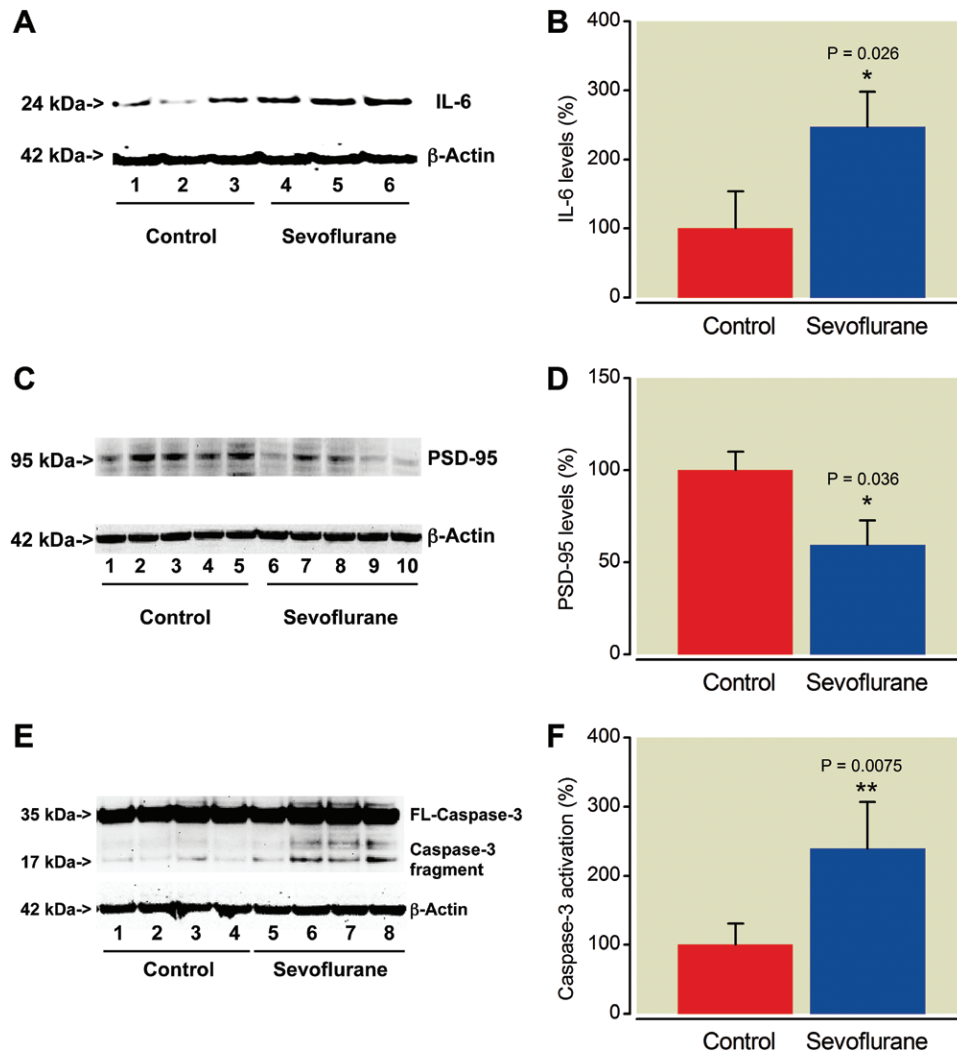 A
24 kDa-> IL-6
42 kDa-> β-Actin
1 2 3 4 5 6
Control Sevoflurane
B
IL-6 levels (%)
400
300
200
100
0
P = 0.026
*
Control Sevoflurane
C
95 kDa-> PSD-95
42 kDa-> β-Actin
1 2 3 4 5 6 7 8 9 10
Control Sevoflurane
D
PSD-95 levels (%)
150
100
50
0
P = 0.036
*
Control Sevoflurane
E
35 kDa-> FL-Caspase-3
17 kDa-> Caspase-3
fragment
42 kDa-> β-Actin
1 2 3 4 5 6 7 8
Control Sevoflurane
F
Caspase-3 activation (%)
400
300
200
100
0
P = 0.0075
**
Control Sevoflurane